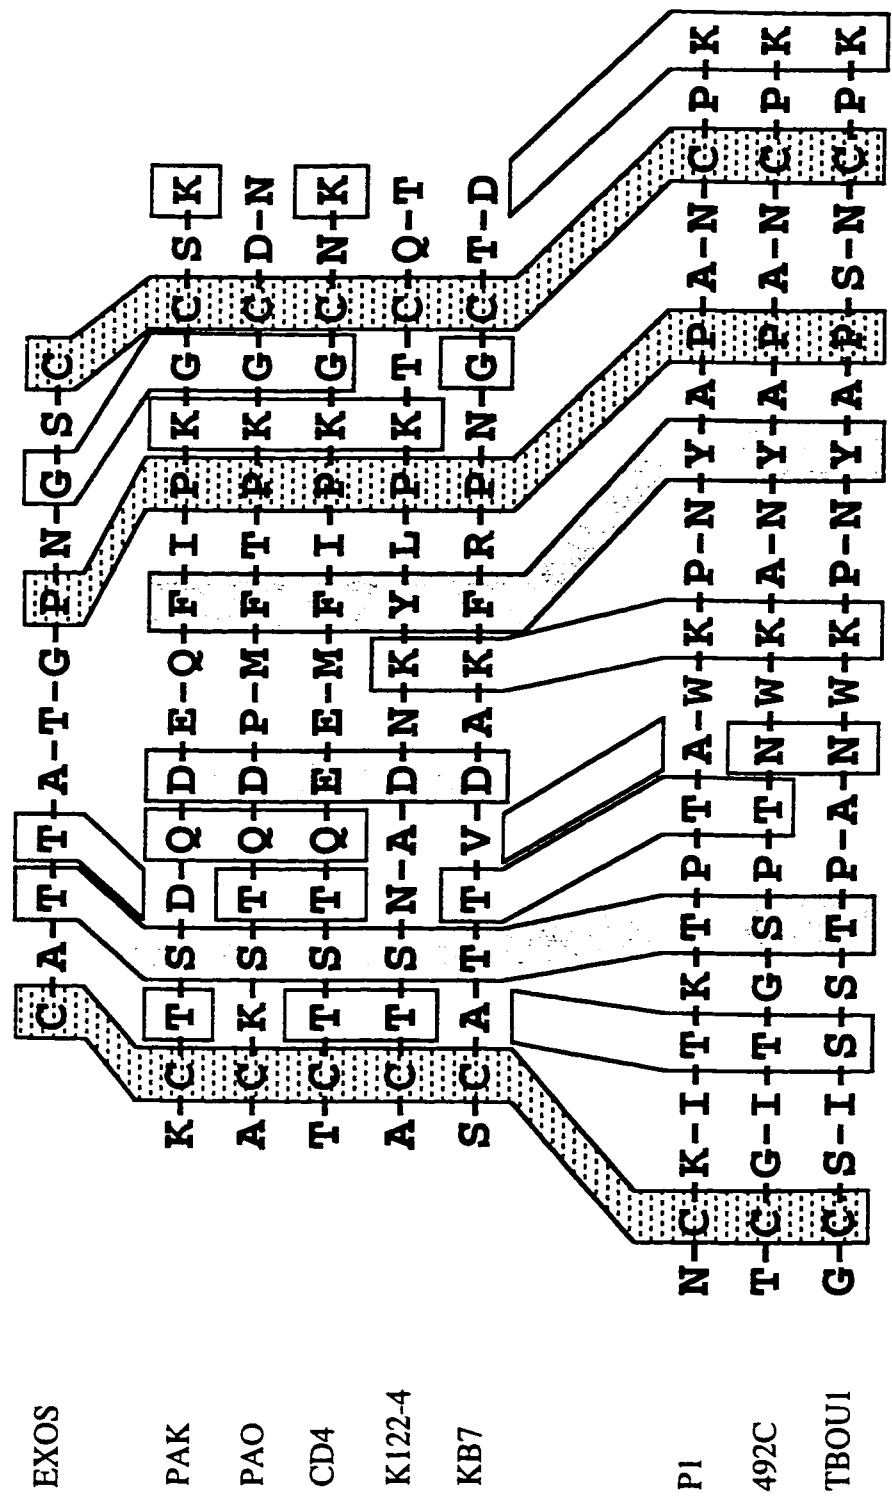 EXOS C-A-T-T-A-T-G-P-N-G-S-C
PAK K-C-T-S-D-Q-D-E-Q-F-I-P-K-G-C-S-K
PAO A-C-K-S-T-Q-D-P-M-F-T-P-K-G-C-D-N
CD4 T-C-T-S-T-Q-E-E-M-F-I-P-K-G-C-N-K
K122-4 A-C-T-S-N-A-D-N-K-Y-L-P-K-T-C-Q-T
KB7 S-C-A-T-T-V-D-A-K-F-R-P-N-G-C-T-D
P1 N-C-K-I-T-K-T-P-T-A-W-K-P-N-Y-A-P-A-N-C-P-K
492C T-C-G-I-T-G-S-P-T-N-W-K-A-N-Y-A-P-A-N-C-P-K
TBOU1 G-C-S-I-S-S-T-P-A-N-W-K-P-N-Y-A-P-S-N-C-P-K